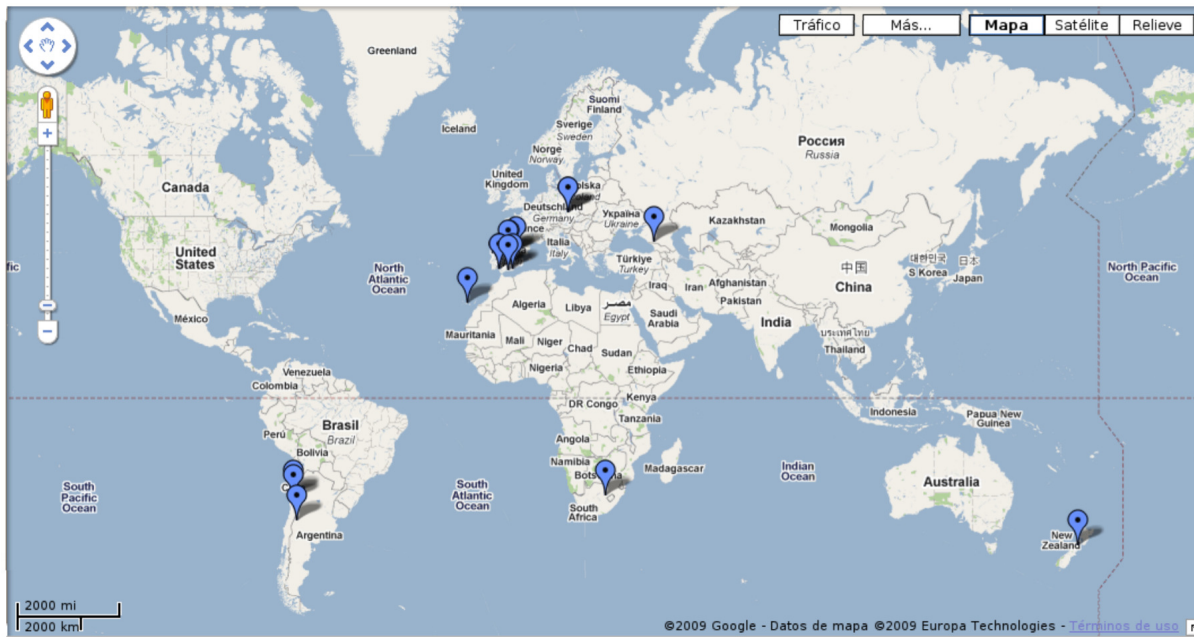 Tráfico
Más...
Mapa
Satélite
Relieve
Greenland
Iceland
Suomi
Finland
Sverige
Sweden
Norge
Norway
Россия
Russia
Canada
United
Kingdom
Deutschland
Germany
Україна
Ukraine
Kazakhstan
Mongolia
Italia
Italy
United
States
North
Atlantic
Ocean
Türkiye
Turkey
대한민국
S Korea
日本
Japan
中国
China
North Pacific
Ocean
fic
Iraq
Iran
Afghanistan
Pakistan
Algeria
Libya
مصر
Egypt
Saudi
Arabia
India
México
Mauritania
Mali
Niger
Chad
Sudan
ประเทศไทย
Thailand
Nigeria
Ethiopia
Venezuela
Colombia
DR Congo
Kenya
Tanzania
Indonesia
Papua New
Guinea
Perú
Brasil
Brazil
Bolivia
Angola
Namibia
Madagascar
South
Pacific
Ocean
South
Atlantic
Ocean
Indian
Ocean
Australia
South
Africa
Argentina
New
Zealand
2000 mi
2000 km
©2009 Google - Datos de mapa ©2009 Europa Technologies - Términos de uso